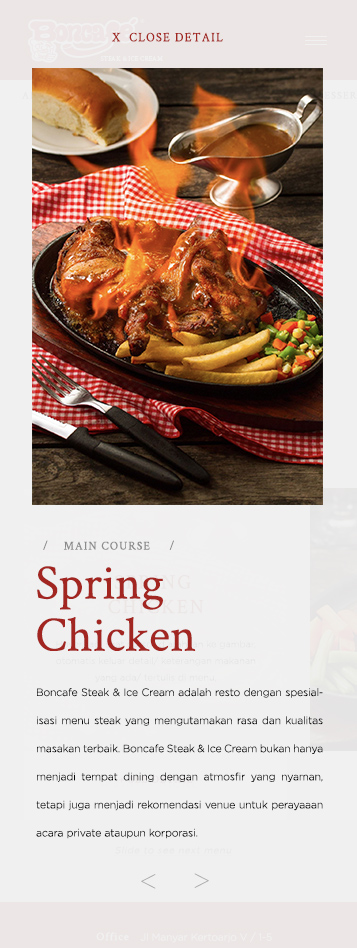 Boncafe
X CLOSE DETAIL
/ MAIN COURSE /
Spring
Chicken
Boncafe Steak & Ice Cream adalah resto dengan spesial-
isasi menu steak yang mengutamakan rasa dan kualitas
masakan terbaik. Boncafe Steak & Ice Cream bukan hanya
menjadi tempat dining dengan atmosfir yang nyaman,
tetapi juga menjadi rekomendasi venue untuk perayaaan
acara private ataupun korporasi.
< >